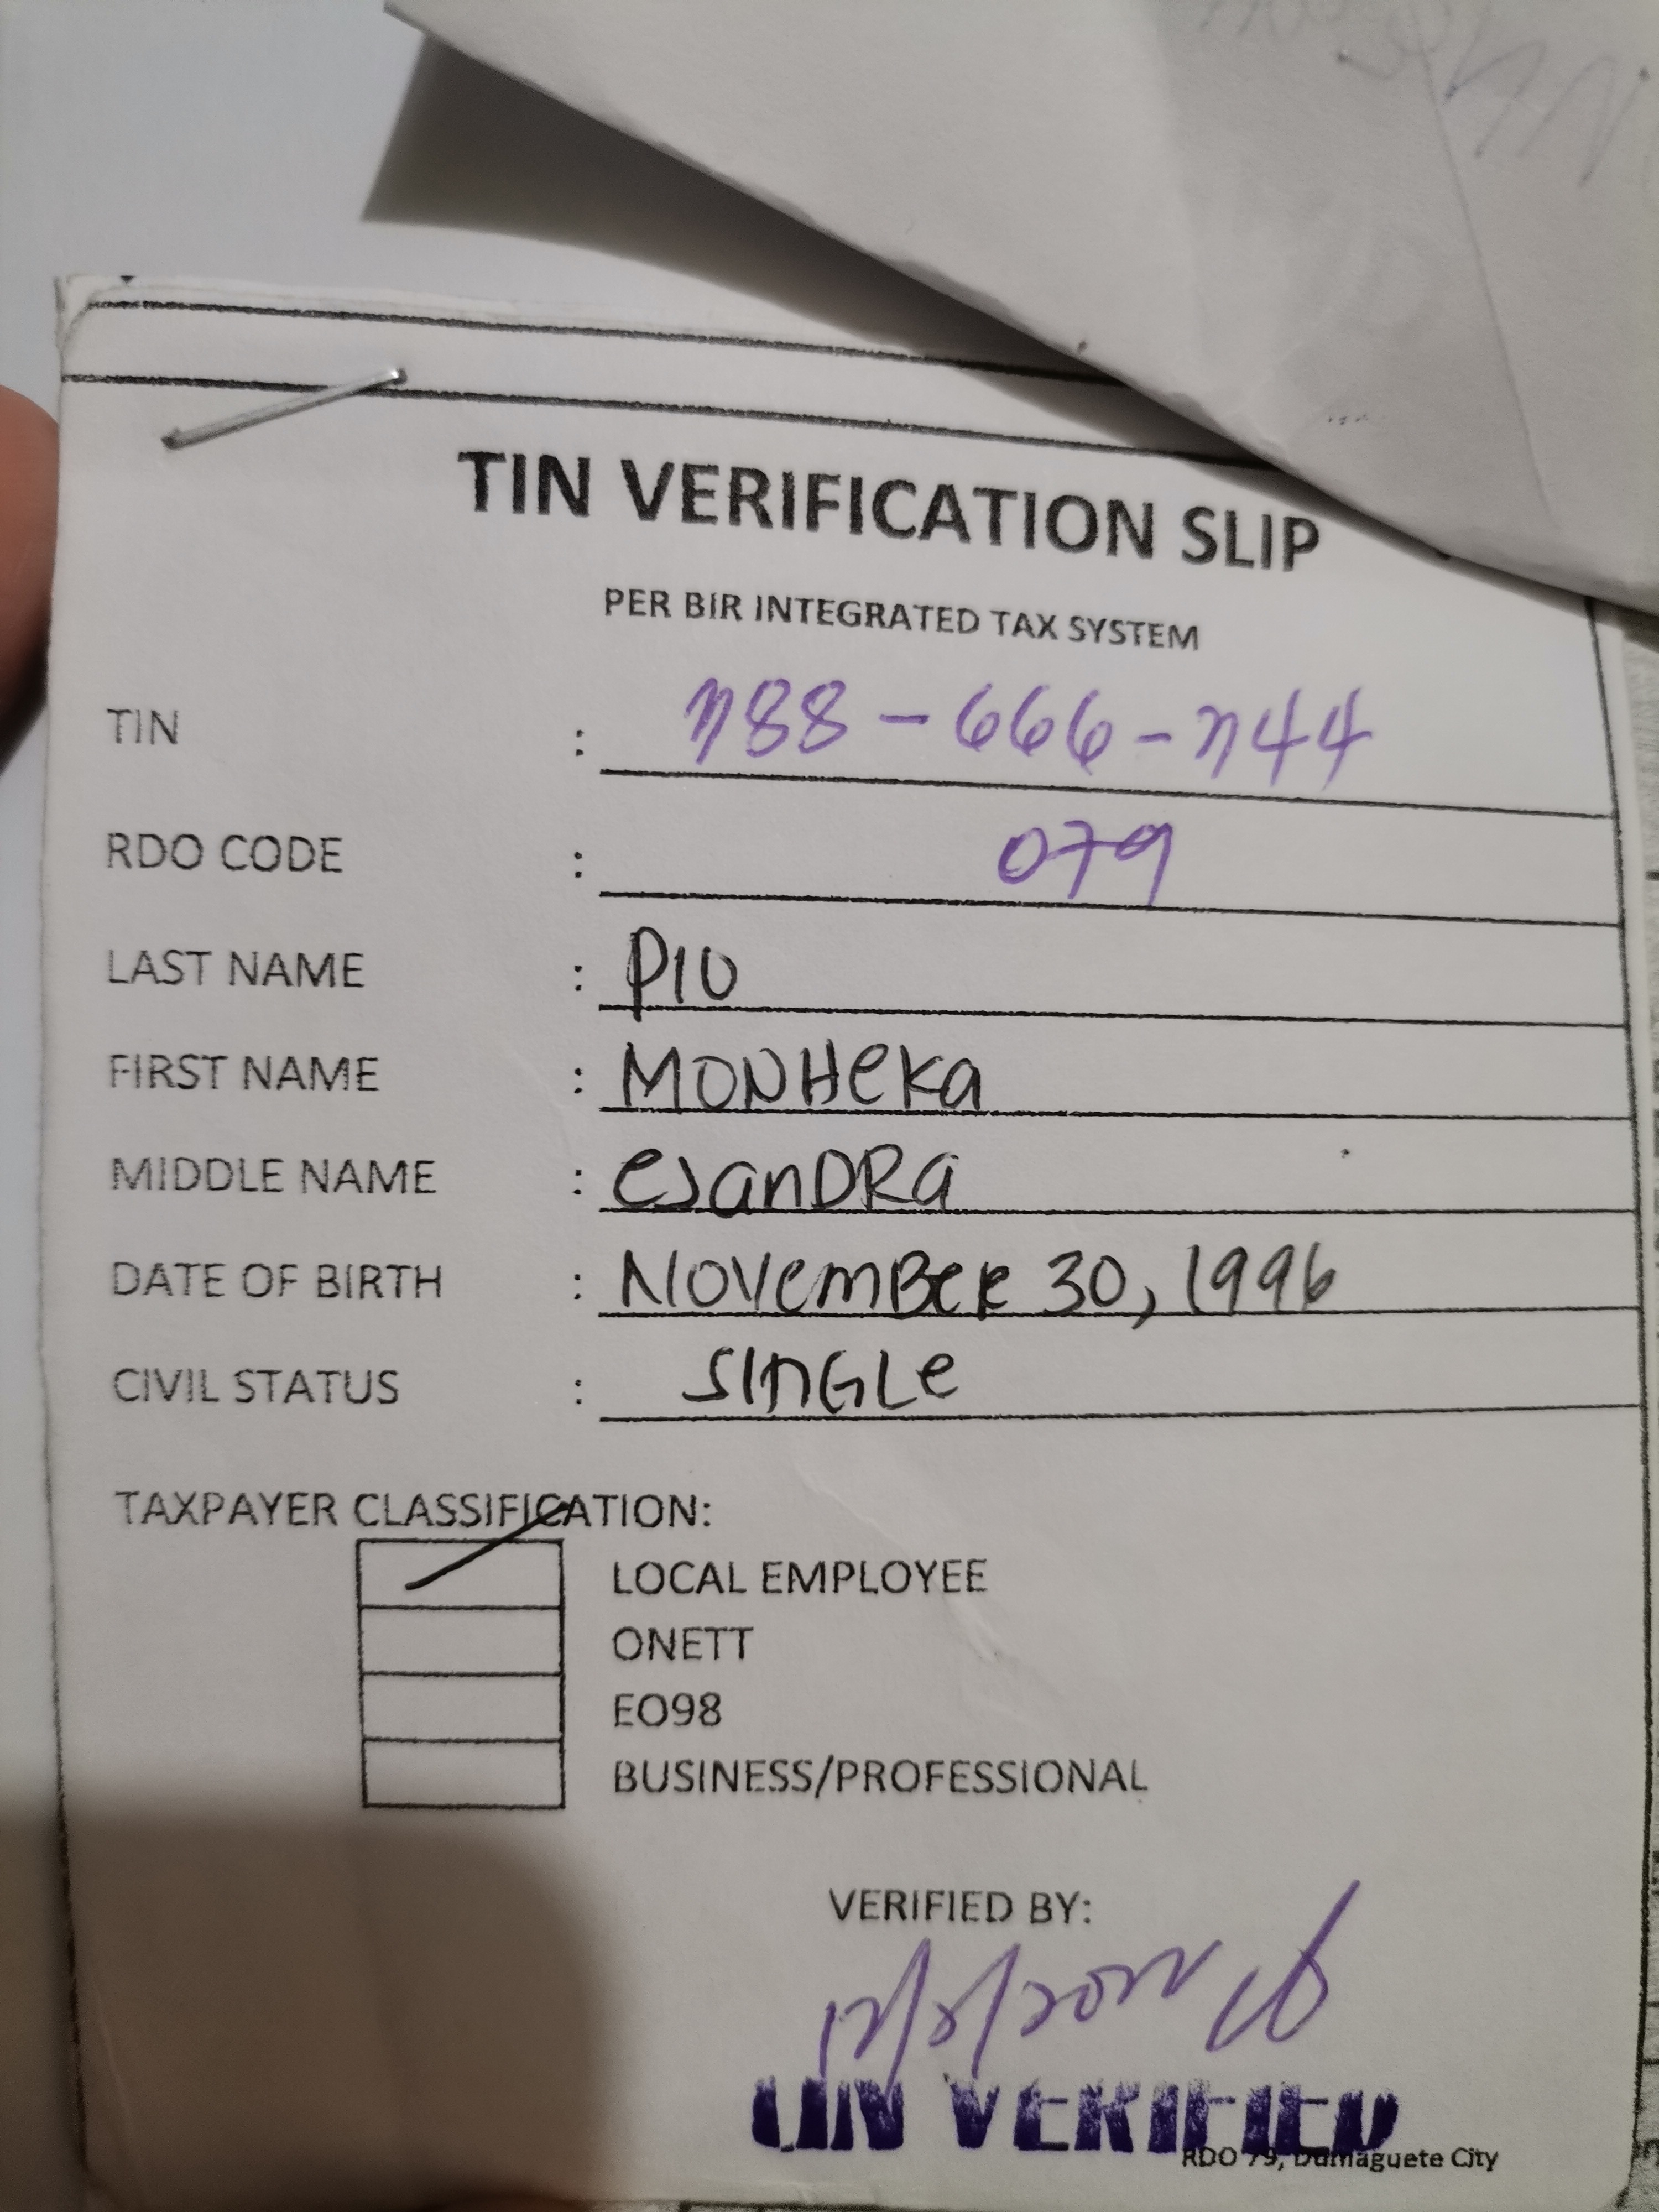 TIN VERIFICATION SLIP
PER BIR INTEGRATED TAX SYSTEM
TIN : 788-666-744
RDO CODE : 079
LAST NAME : PIO
FIRST NAME : MONHeKa
MIDDLE NAME : eJanDRa
DATE OF BIRTH : NOVemBeR 30, 1996
CIVIL STATUS : SInGLe
TAXPAYER CLASSIFICATION:
LOCAL EMPLOYEE
ONETT
EO98
BUSINESS/PROFESSIONAL
VERIFIED BY:
VERIFIED
RDO 79, Dumaguete City